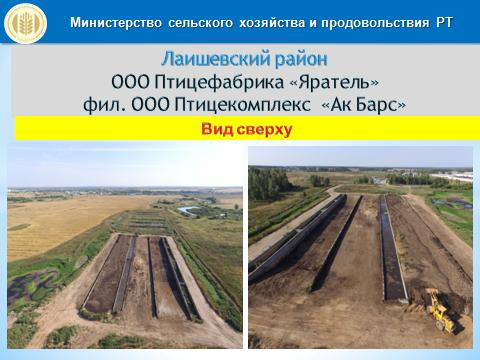 Министерство сельского хозяйства и продовольствия РТ
Лаишевский район
ООО Птицефабрика «Яратель»
фил. ООО Птицекомплекс «Ак Барс»
Вид сверху